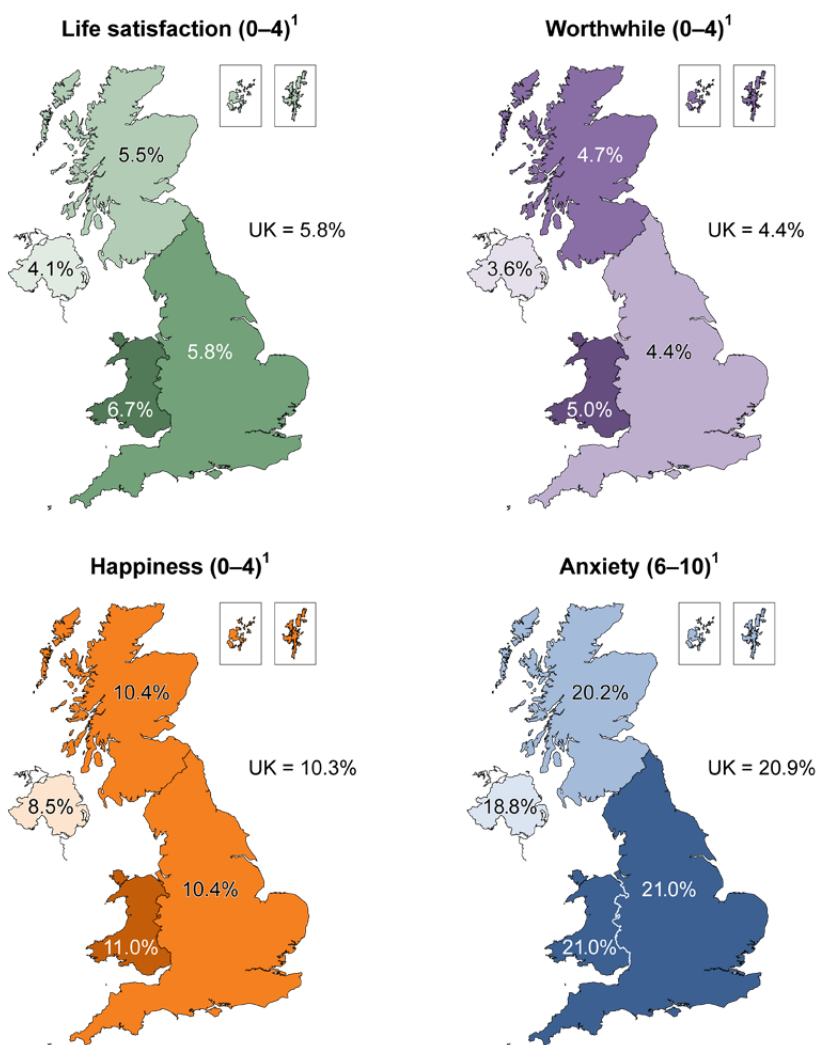 Life satisfaction (0–4)1
5.5%
UK = 5.8%
4.1%
5.8%
6.7%
Worthwhile (0–4)1
4.7%
UK = 4.4%
3.6%
4.4%
5.0%
Happiness (0–4)1
10.4%
UK = 10.3%
8.5%
10.4%
11.0%
Anxiety (6–10)1
20.2%
UK = 20.9%
18.8%
21.0%
21.0%